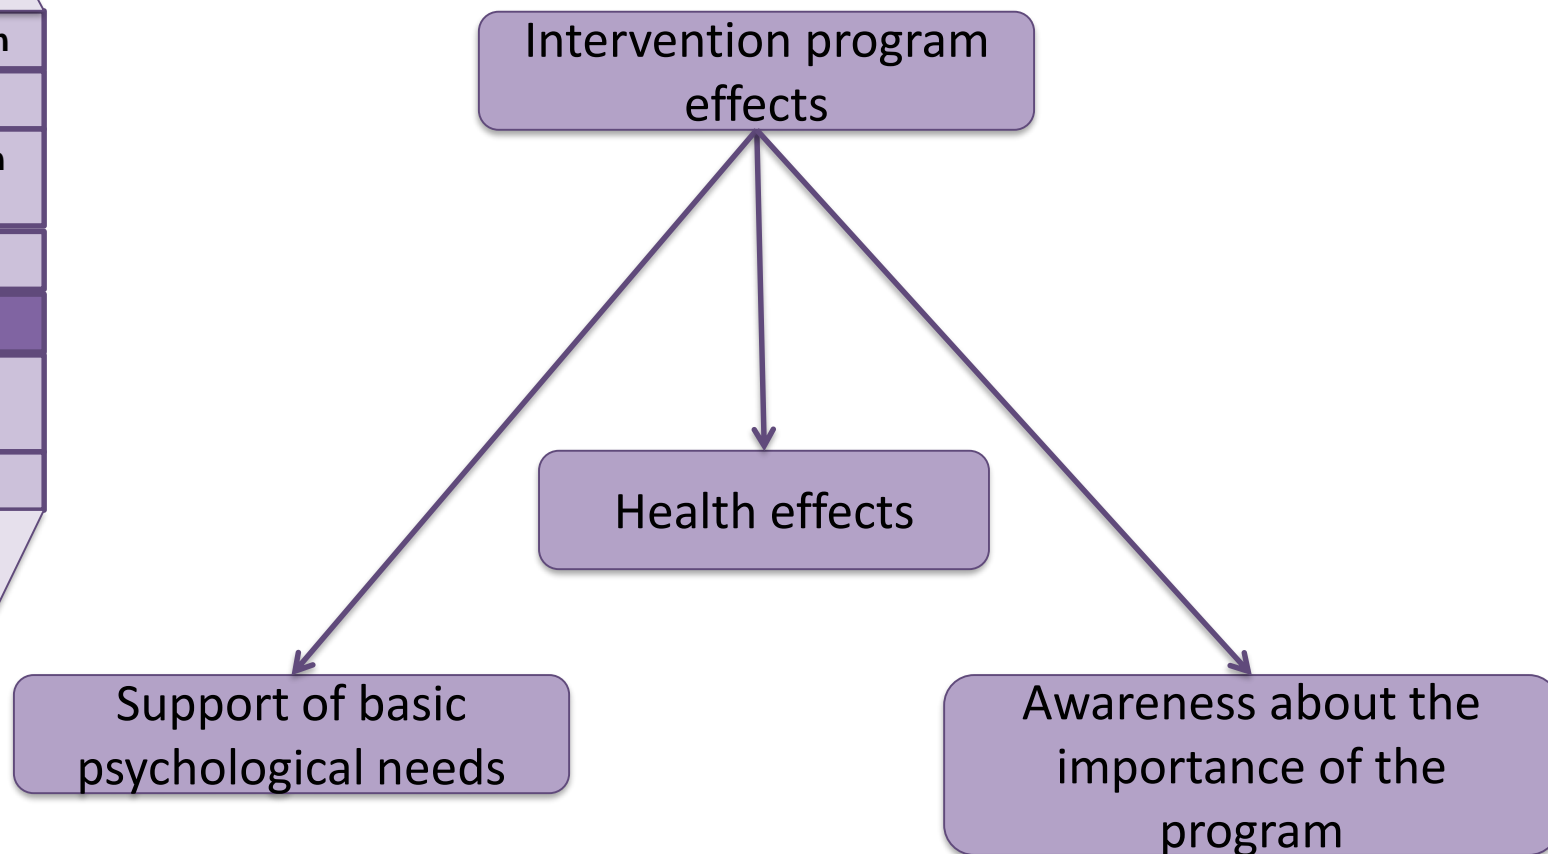 Intervention program
effects
Health effects
Support of basic
psychological needs
Awareness about the
importance of the
program